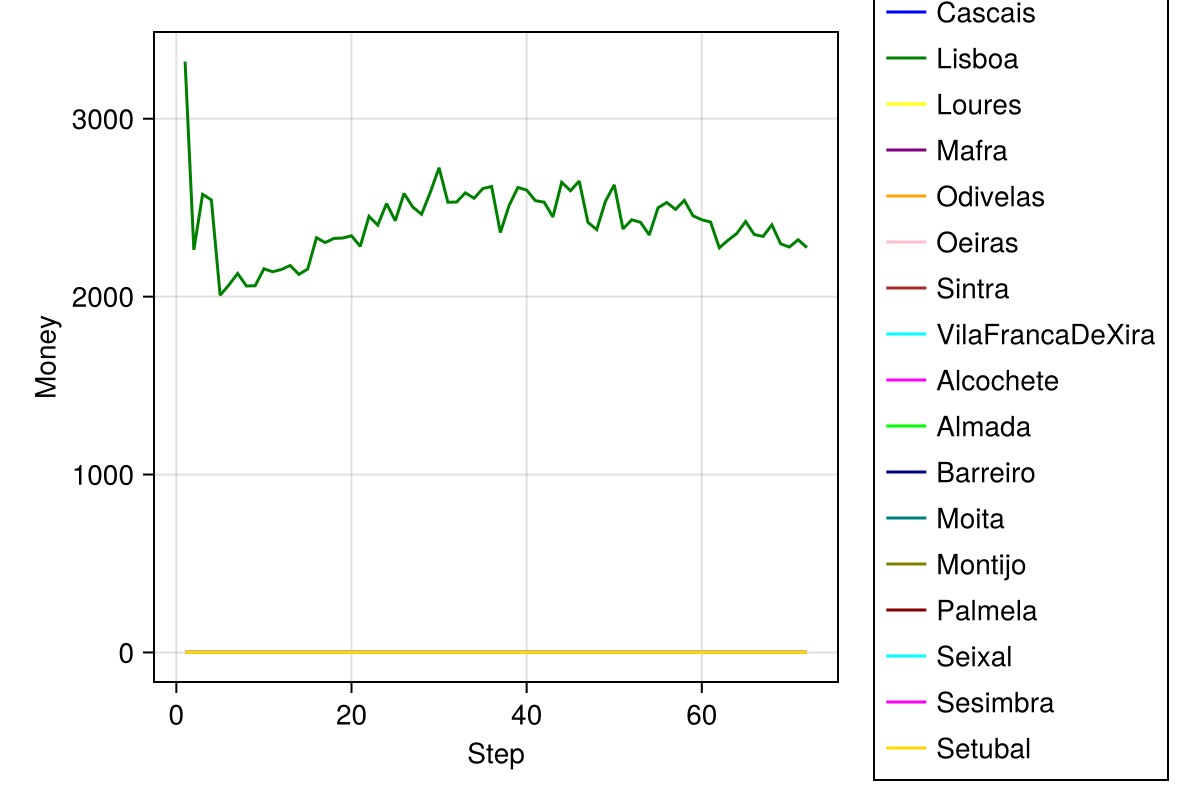 3000
2000
1000
0
Money
0 20 40 60
Step
Cascais
Lisboa
Loures
Mafra
Odivelas
Oeiras
Sintra
VilaFrancaDeXira
Alcochete
Almada
Barreiro
Moita
Montijo
Palmela
Seixal
Sesimbra
Setubal